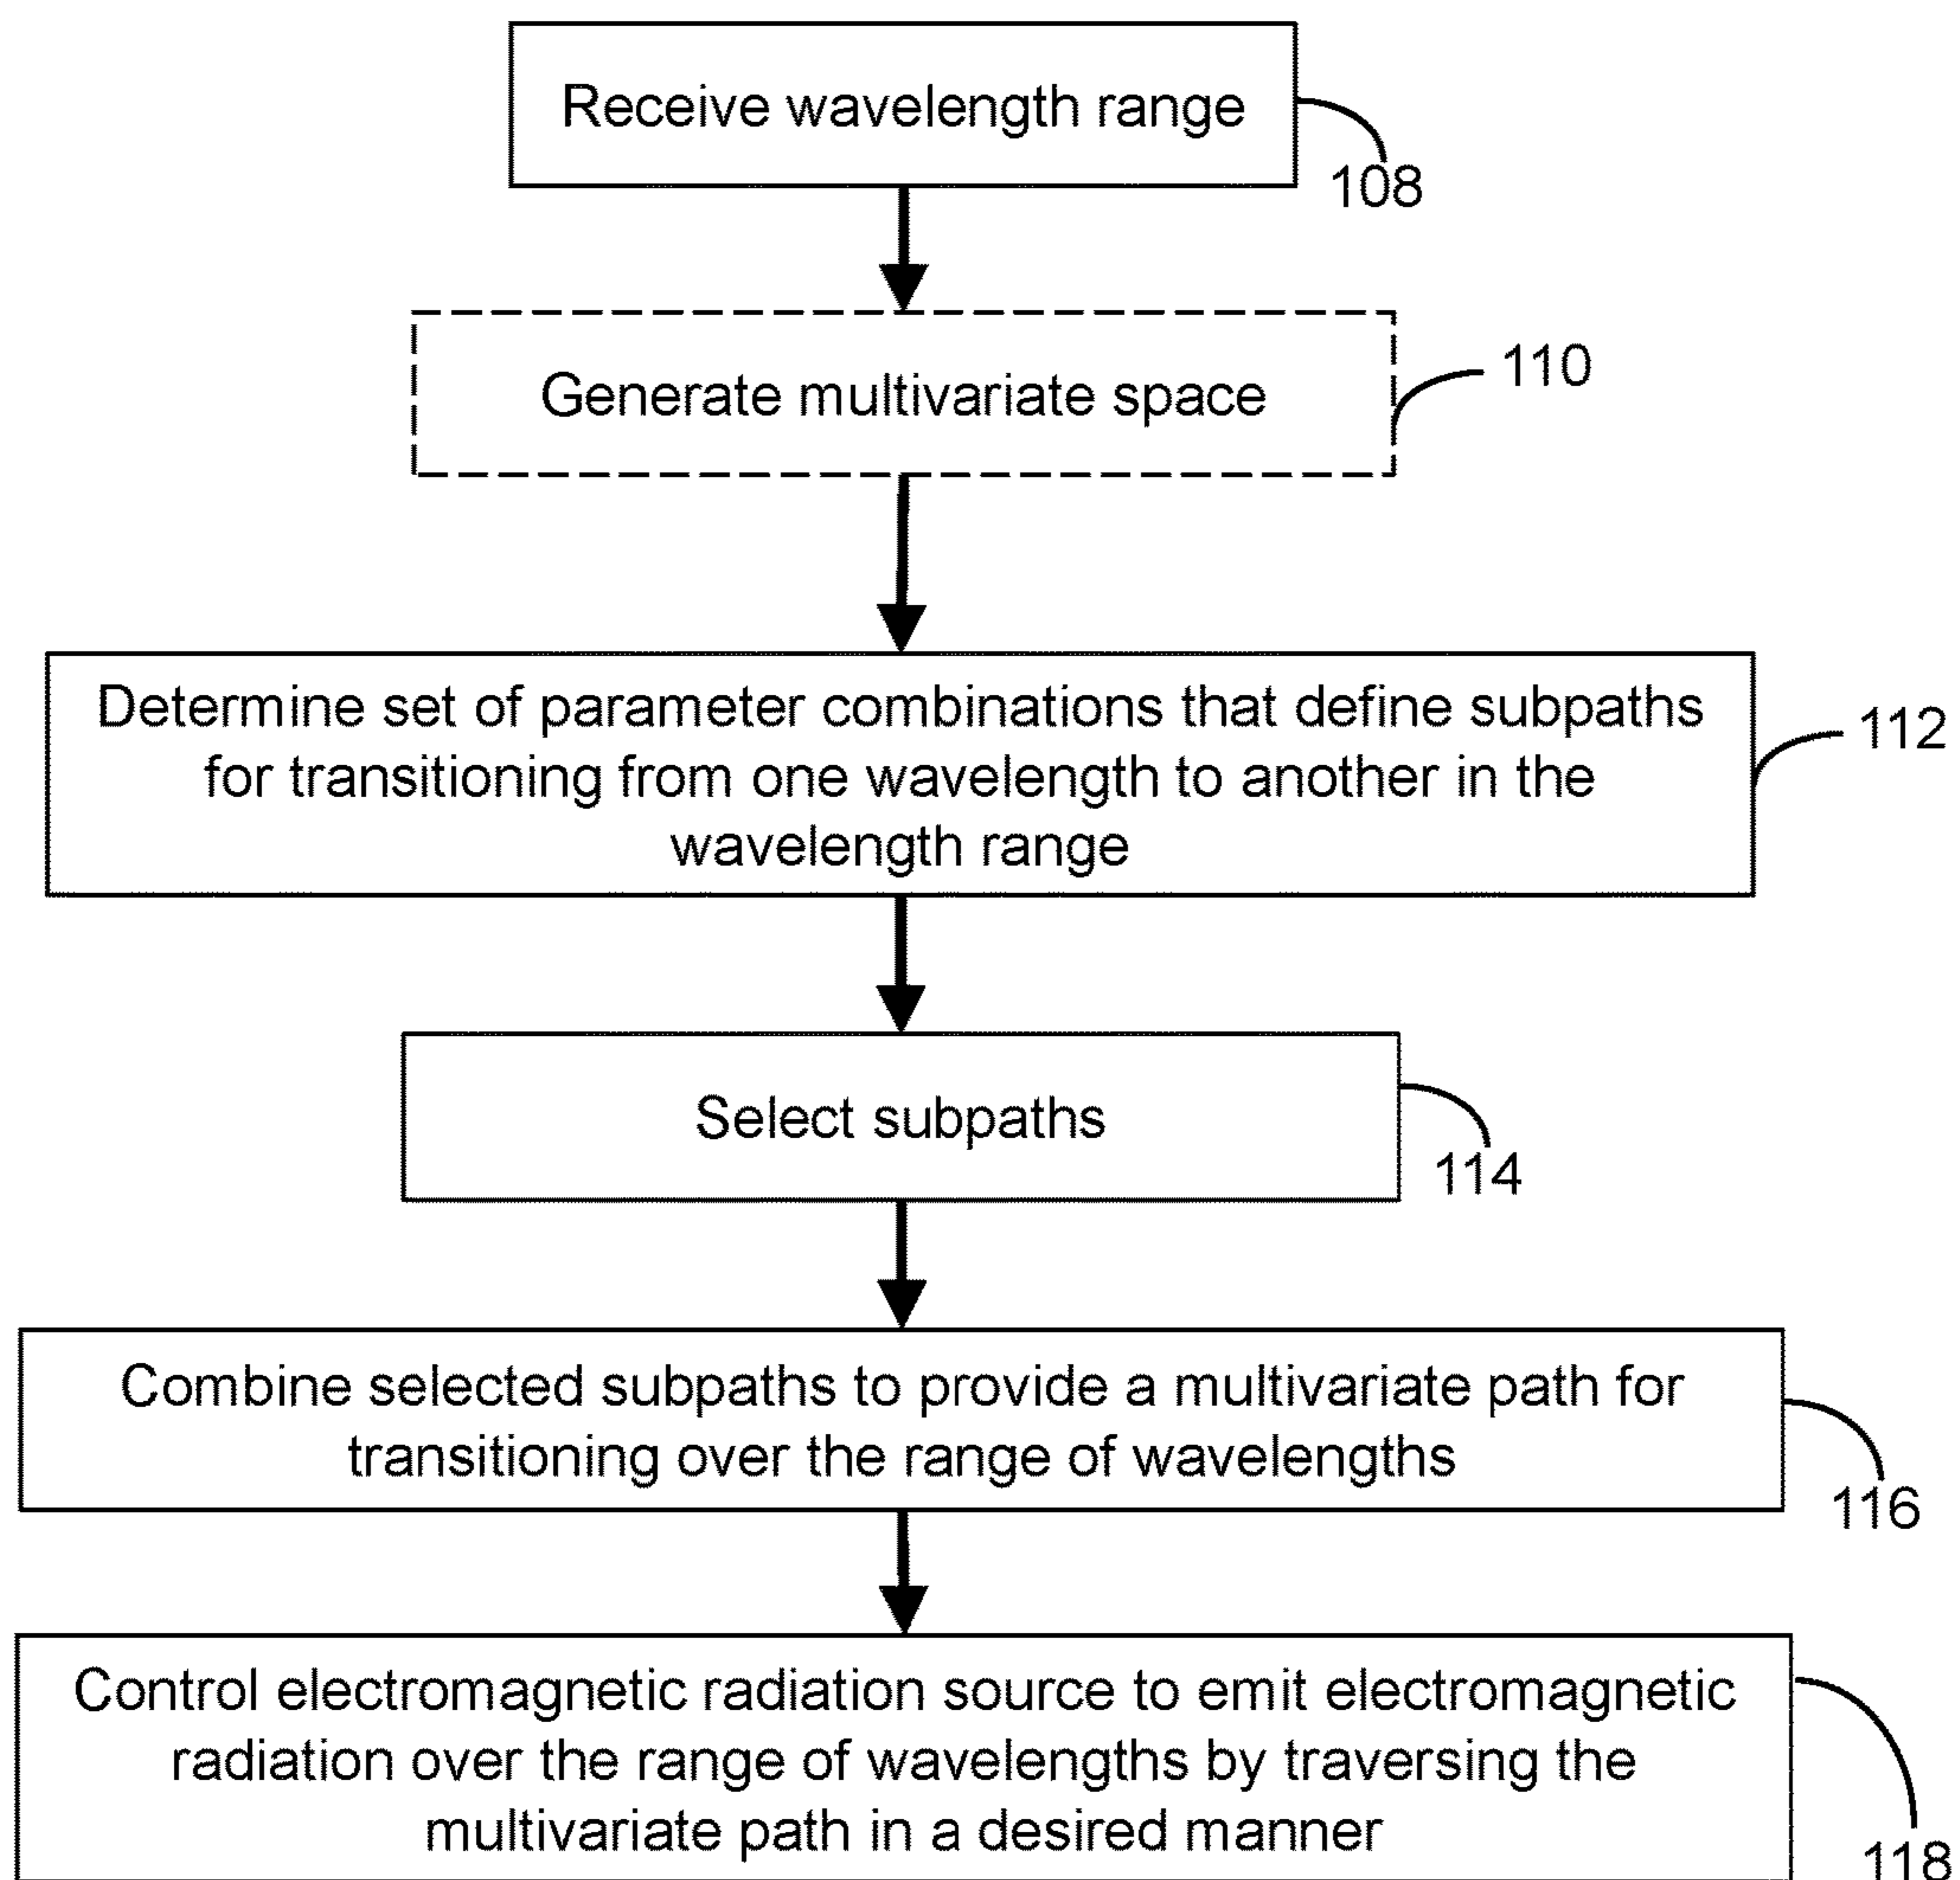 Receive wavelength range
108
Generate multivariate space
110
Determine set of parameter combinations that define subpaths
for transitioning from one wavelength to another in the
wavelength range
112
Select subpaths
114
Combine selected subpaths to provide a multivariate path for
transitioning over the range of wavelengths
116
Control electromagnetic radiation source to emit electromagnetic
radiation over the range of wavelengths by traversing the
multivariate path in a desired manner
118